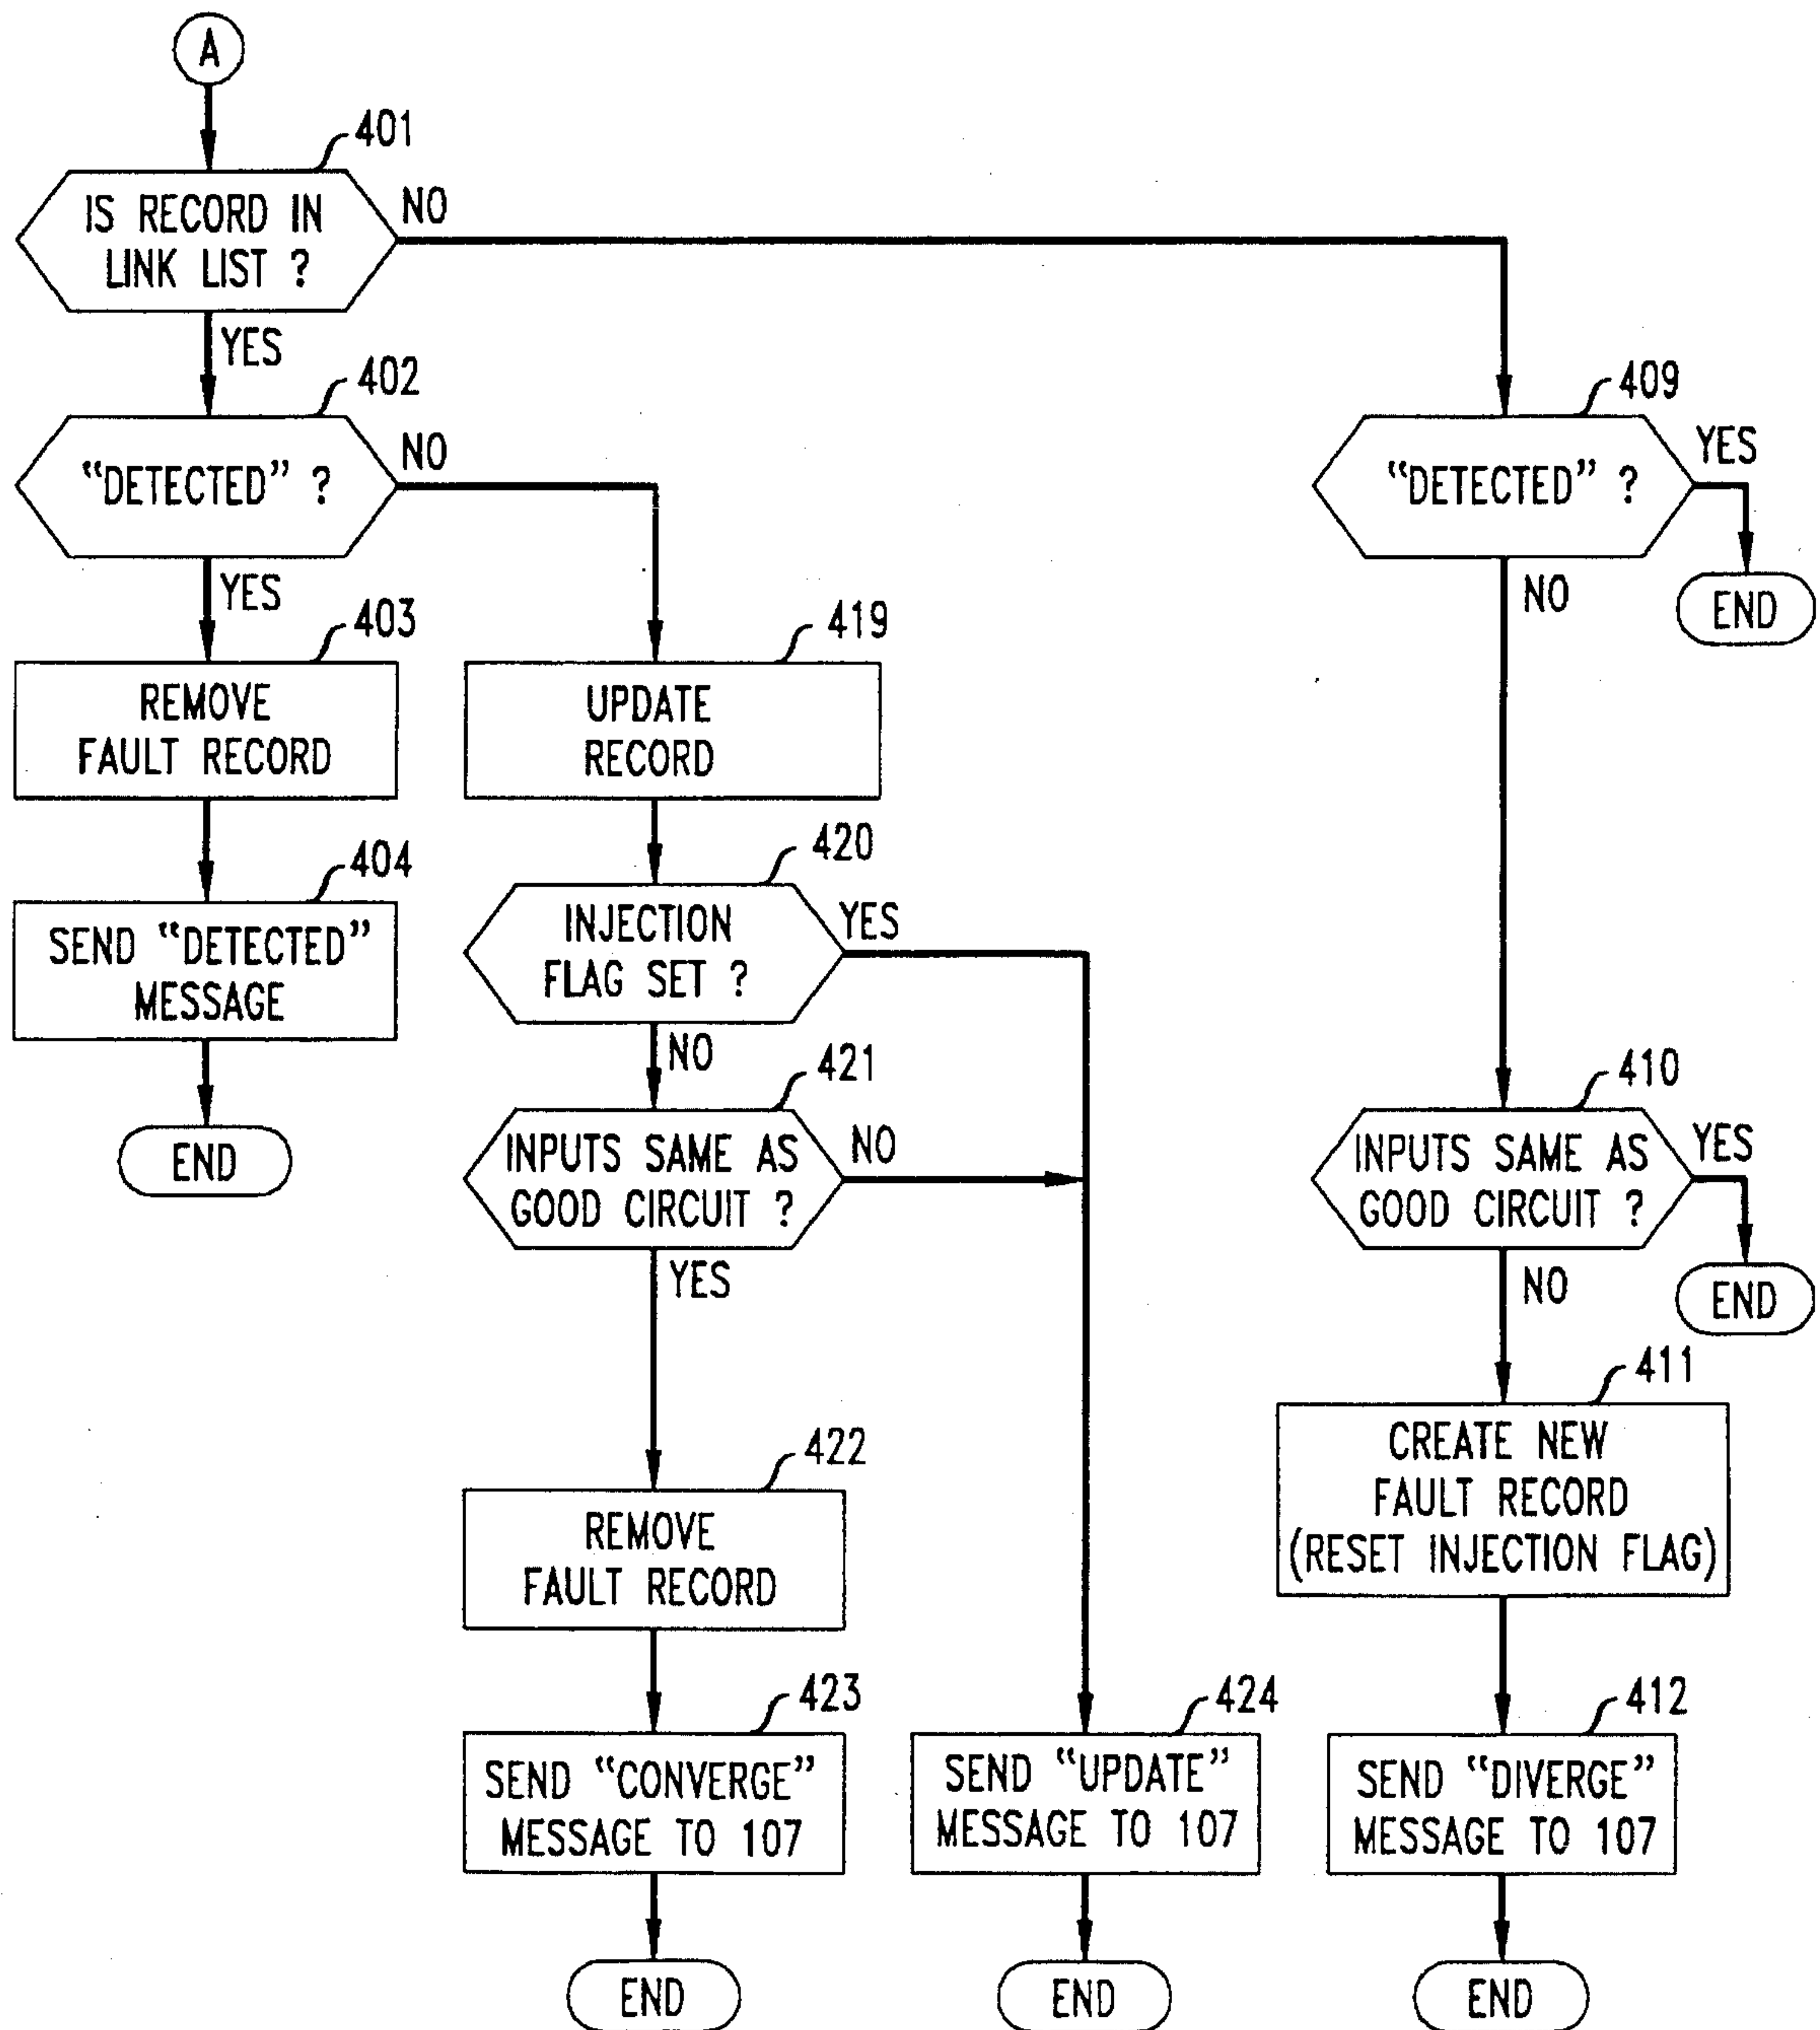 A
401
IS RECORD IN
LINK LIST ?
NO
YES
402
"DETECTED" ?
NO
YES
409
"DETECTED" ?
YES
END
NO
403
REMOVE
FAULT RECORD
419
UPDATE
RECORD
404
SEND "DETECTED"
MESSAGE
END
420
INJECTION
FLAG SET ?
YES
NO
421
INPUTS SAME AS
GOOD CIRCUIT ?
NO
YES
410
INPUTS SAME AS
GOOD CIRCUIT ?
YES
END
NO
411
CREATE NEW
FAULT RECORD
(RESET INJECTION FLAG)
422
REMOVE
FAULT RECORD
423
SEND "CONVERGE"
MESSAGE TO 107
END
424
SEND "UPDATE"
MESSAGE TO 107
END
412
SEND "DIVERGE"
MESSAGE TO 107
END